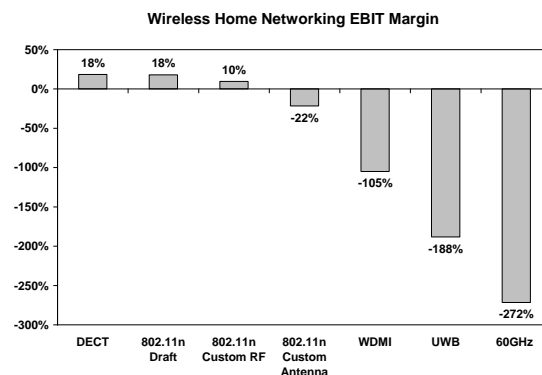 Wireless Home Networking EBIT Margin
50%
0%
-50%
-100%
-150%
-200%
-250%
-300%
18%
18%
10%
-22%
-105%
-188%
-272%
DECT
802.11n
Draft
802.11n
Custom RF
802.11n
Custom
Antenna
WDMI
UWB
60GHz